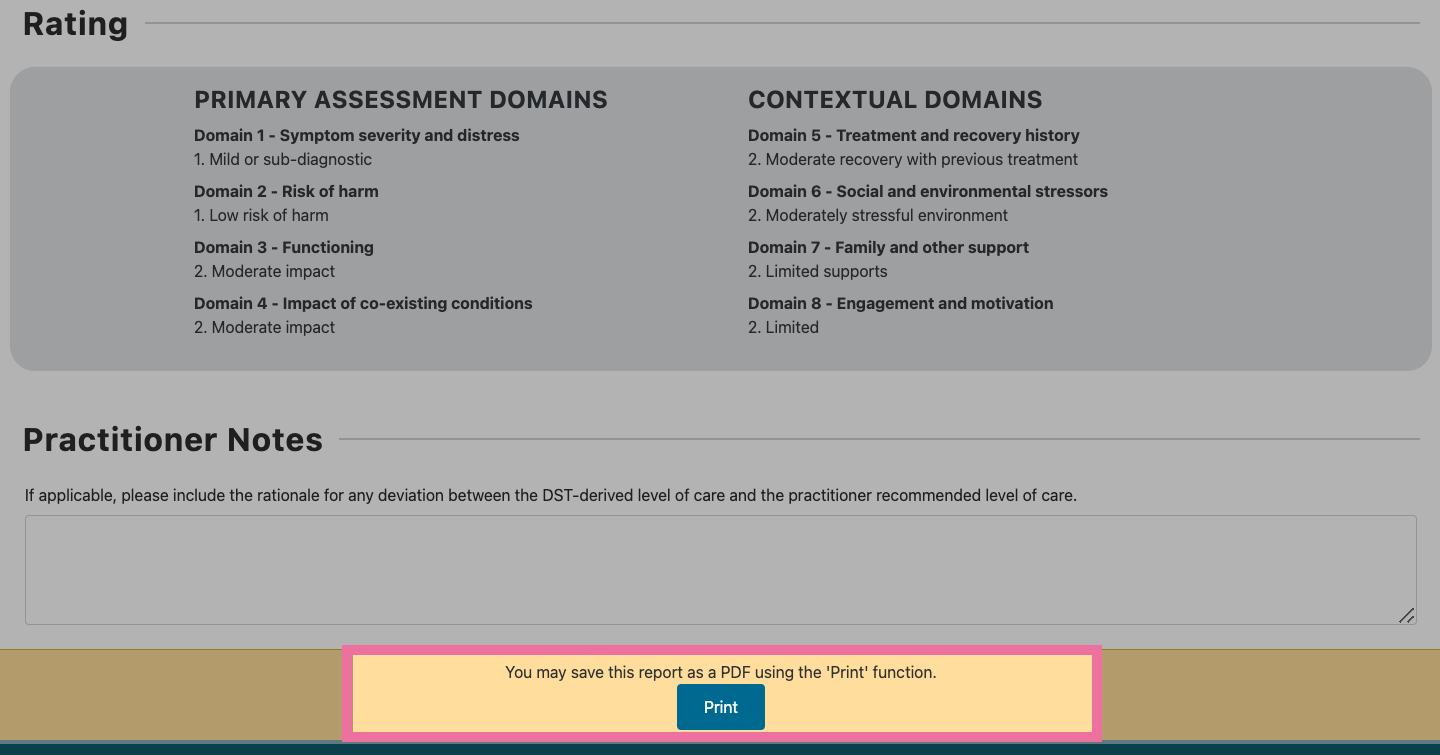 Rating
PRIMARY ASSESSMENT DOMAINS
Domain 1 - Symptom severity and distress
1. Mild or sub-diagnostic
Domain 2 - Risk of harm
1. Low risk of harm
Domain 3 - Functioning
2. Moderate impact
Domain 4 - Impact of co-existing conditions
2. Moderate impact
CONTEXTUAL DOMAINS
Domain 5 - Treatment and recovery history
2. Moderate recovery with previous treatment
Domain 6 - Social and environmental stressors
2. Moderately stressful environment
Domain 7 - Family and other support
2. Limited supports
Domain 8 - Engagement and motivation
2. Limited
Practitioner Notes
If applicable, please include the rationale for any deviation between the DST-derived level of care and the practitioner recommended level of care.
You may save this report as a PDF using the 'Print' function.
Print